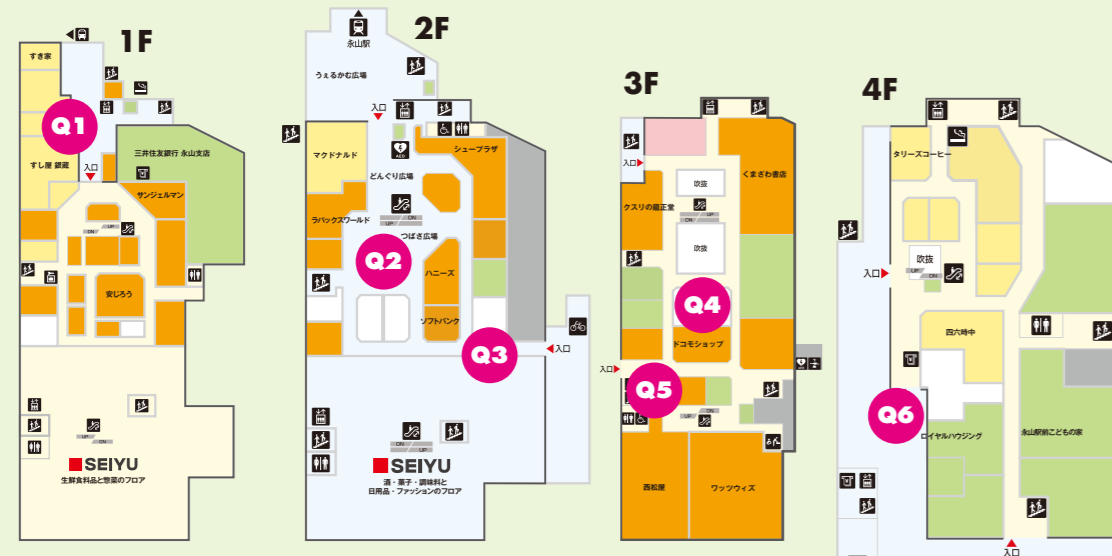 1F
すき家
Q1
すし屋 銀蔵
入口
三井住友銀行 永山支店
サンジェルマン
UP
DN
安じろう
UP
DN
SEIYU
生鮮食料品と惣菜のフロア
2F
永山駅
うぇるかむ広場
入口
マクドナルド
AED
シュープラザ
どんぐり広場
ラパックスワールド
DN
UP
つばさ広場
Q2
ハニーズ
ソフトバンク
Q3
入口
DN
UP
SEIYU
酒・菓子・調味料と
日用品・ファッションのフロア
3F
入口
くまざわ書店
吹抜
クスリの龍正堂
UP
DN
吹抜
Q4
ドコモショップ
入口
Q5
DN
UP
西松屋
ワッツウィズ
4F
タリーズコーヒー
吹抜
入口
UP
DN
四六時中
Q6
ロイヤルハウジング
永山駅前こどもの家
入口